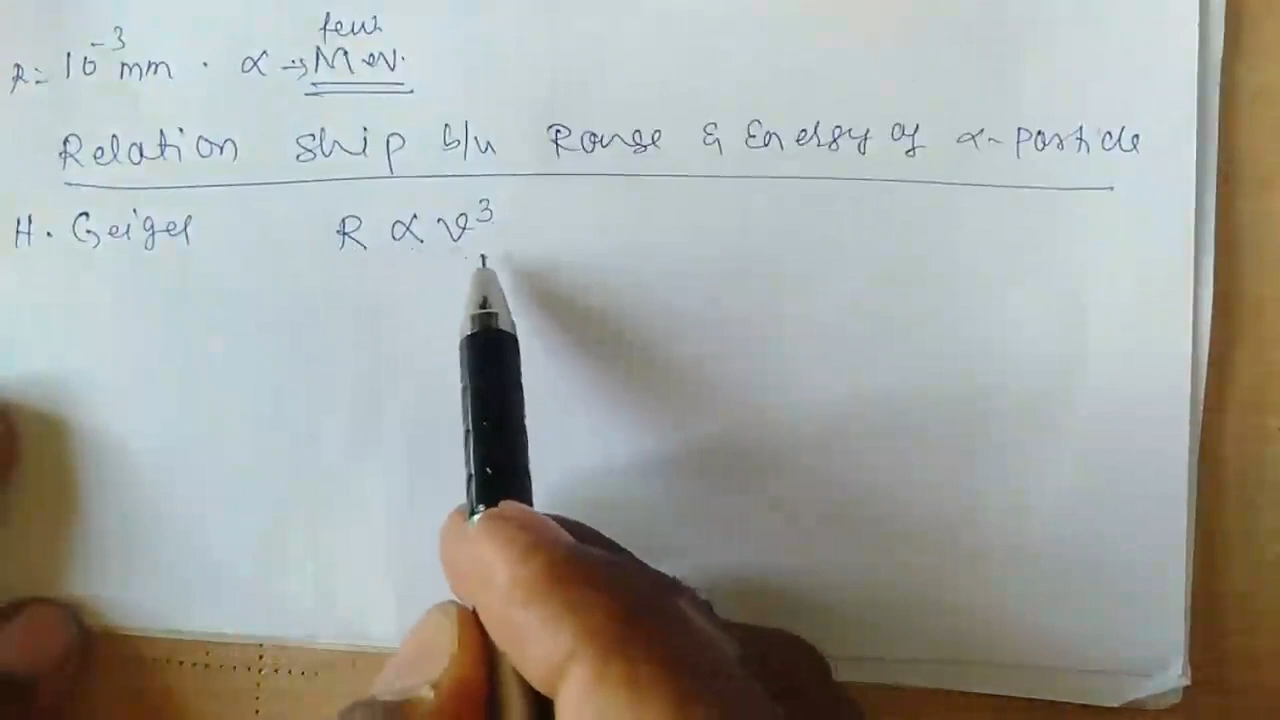 few
R = 10⁻³ mm . α → Mev.
Relation ship b/w Range & Energy of α-particle
H. Geiger R ∝ v³